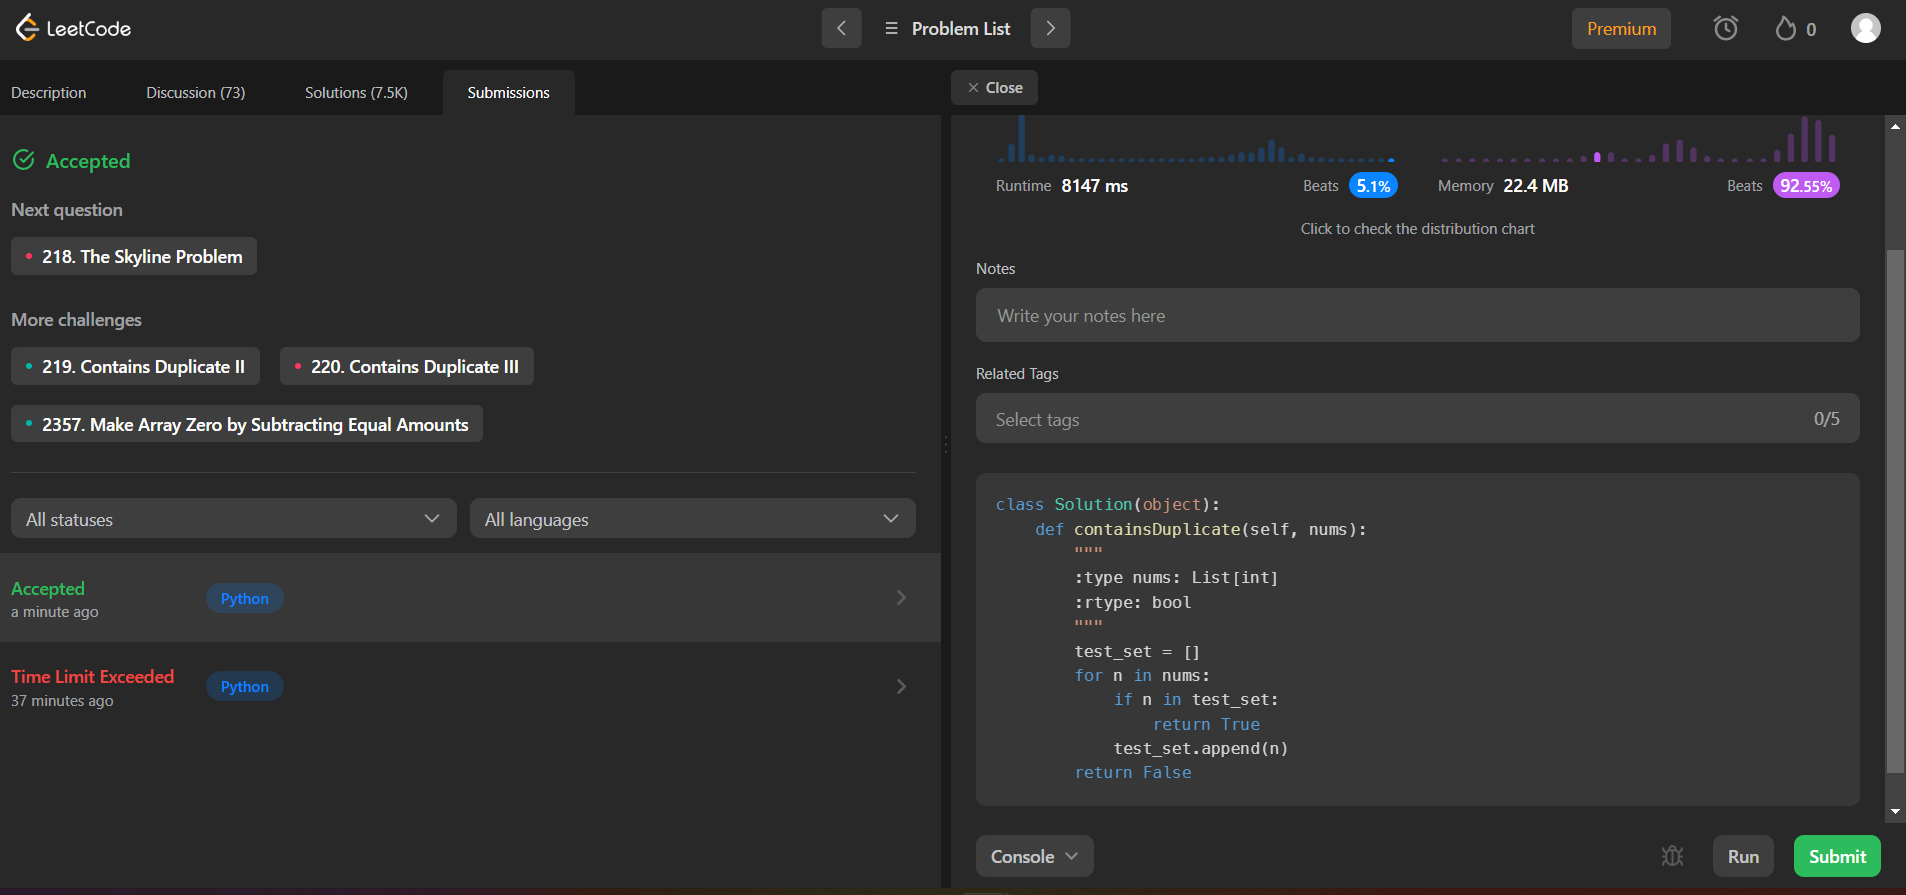 LeetCode
Problem List
Premium
0
Description
Discussion (73)
Solutions (7.5K)
Submissions
Close
Accepted
Next question
218. The Skyline Problem
More challenges
219. Contains Duplicate II
220. Contains Duplicate III
2357. Make Array Zero by Subtracting Equal Amounts
All statuses
All languages
Accepted
a minute ago
Python
Time Limit Exceeded
37 minutes ago
Python
Runtime 8147 ms
Beats 5.1%
Memory 22.4 MB
Beats 92.55%
Click to check the distribution chart
Notes
Write your notes here
Related Tags
Select tags
0/5
class Solution(object):
    def containsDuplicate(self, nums):
        """
        :type nums: List[int]
        :rtype: bool
        """
        test_set = []
        for n in nums:
            if n in test_set:
                return True
            test_set.append(n)
        return False
Console
Run
Submit